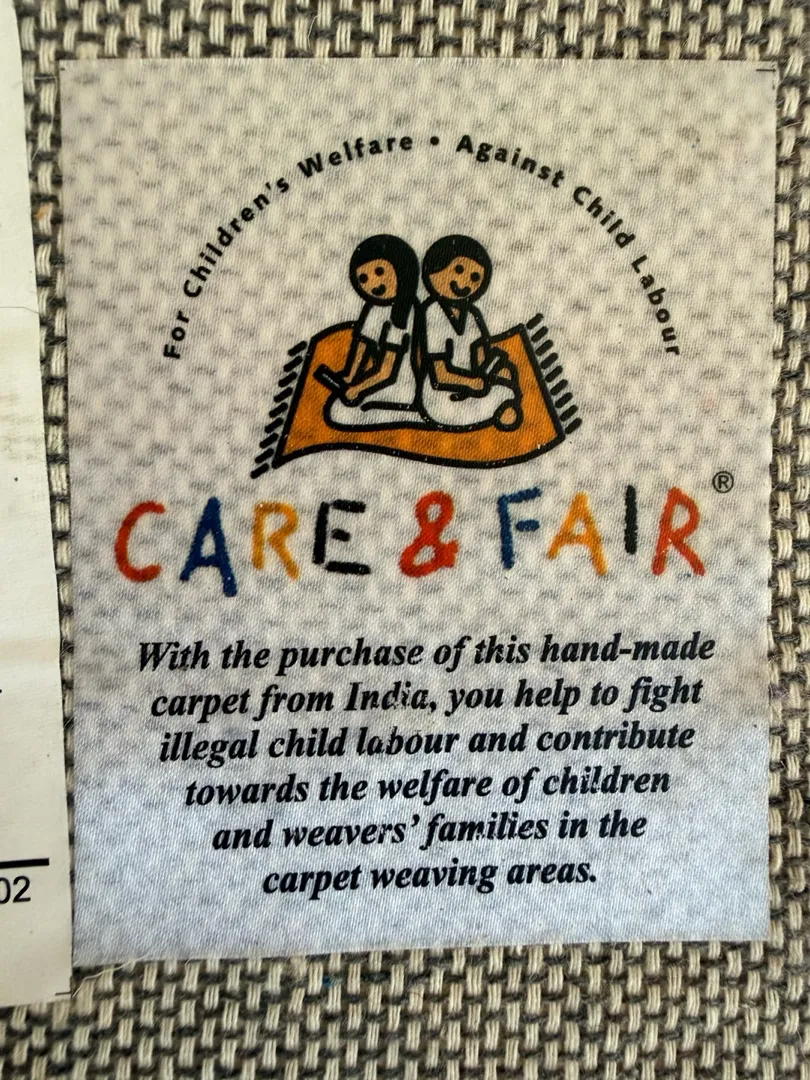 For Children's Welfare • Against Child Labour
CARE & FAIR®
With the purchase of this hand-made
carpet from India, you help to fight
illegal child labour and contribute
towards the welfare of children
and weavers' families in the
carpet weaving areas.
02